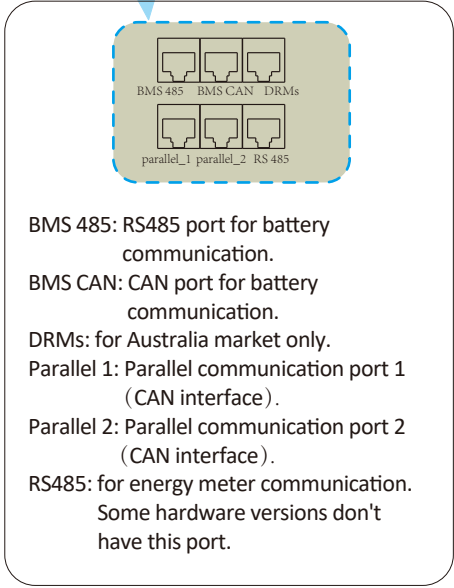 BMS 485 BMS CAN DRMs
parallel_1 parallel_2 RS 485
BMS 485: RS485 port for battery
communication.
BMS CAN: CAN port for battery
communication.
DRMs: for Australia market only.
Parallel 1: Parallel communication port 1
（CAN interface）.
Parallel 2: Parallel communication port 2
（CAN interface）.
RS485: for energy meter communication.
Some hardware versions don't
have this port.